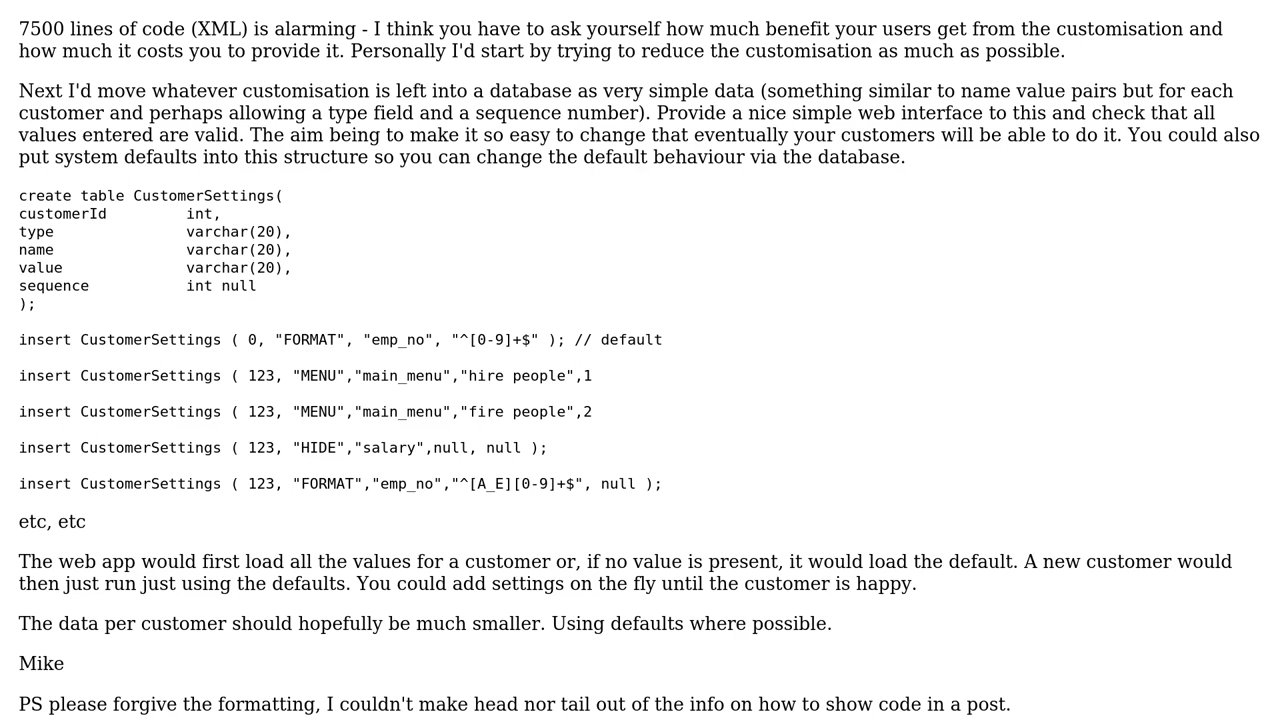 7500 lines of code (XML) is alarming - I think you have to ask yourself how much benefit your users get from the customisation and
how much it costs you to provide it. Personally I'd start by trying to reduce the customisation as much as possible.
Next I'd move whatever customisation is left into a database as very simple data (something similar to name value pairs but for each
customer and perhaps allowing a type field and a sequence number). Provide a nice simple web interface to this and check that all
values entered are valid. The aim being to make it so easy to change that eventually your customers will be able to do it. You could also
put system defaults into this structure so you can change the default behaviour via the database.
create table CustomerSettings(
customerId         int,
type               varchar(20),
name               varchar(20),
value              varchar(20),
sequence           int null
);
insert CustomerSettings ( 0, "FORMAT", "emp_no", "^[0-9]+$" ); // default
insert CustomerSettings ( 123, "MENU","main_menu","hire people",1
insert CustomerSettings ( 123, "MENU","main_menu","fire people",2
insert CustomerSettings ( 123, "HIDE","salary",null, null );
insert CustomerSettings ( 123, "FORMAT","emp_no","^[A_E][0-9]+$", null );
etc, etc
The web app would first load all the values for a customer or, if no value is present, it would load the default. A new customer would
then just run just using the defaults. You could add settings on the fly until the customer is happy.
The data per customer should hopefully be much smaller. Using defaults where possible.
Mike
PS please forgive the formatting, I couldn't make head nor tail out of the info on how to show code in a post.